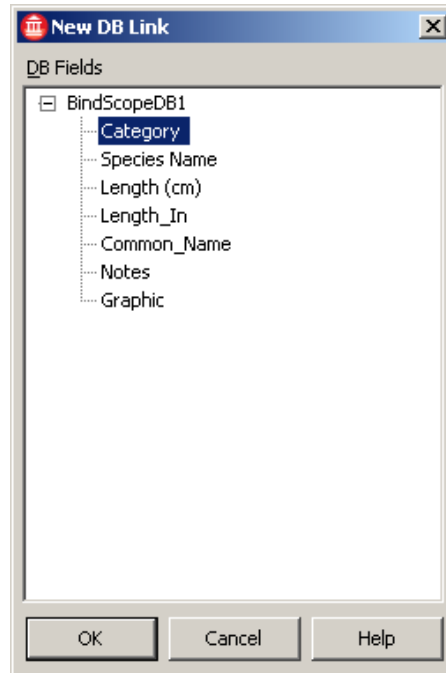 New DB Link
DB Fields
BindScopeDB1
Category
Species Name
Length (cm)
Length_In
Common_Name
Notes
Graphic
OK Cancel Help